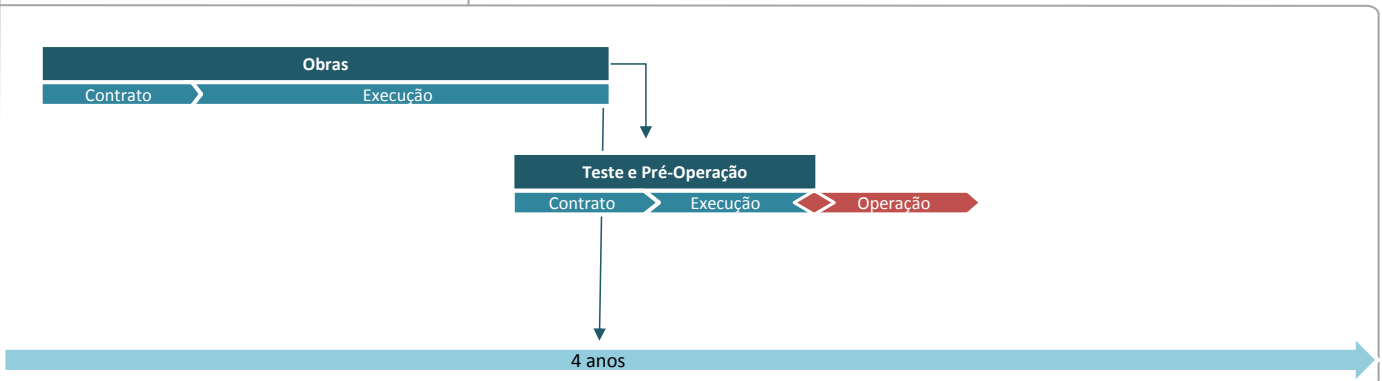 Obras
Contrato
Execução
Teste e Pré-Operação
Contrato
Execução
Operação
4 anos